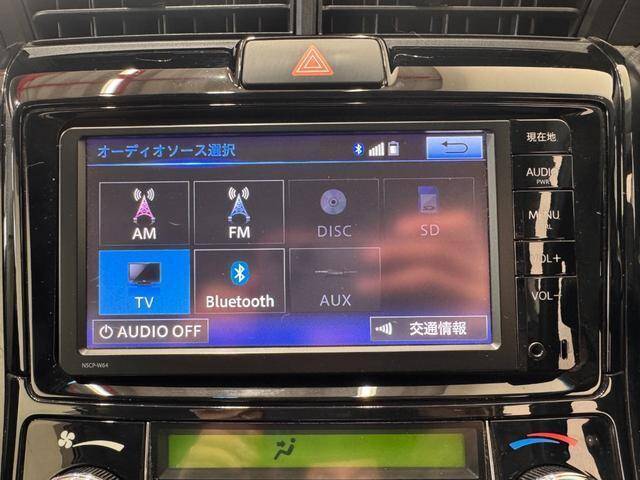 オーディオソース選択
現在地
AUDIO
PWR
MENU
VOL+
VOL−
AM
FM
DISC
SD
TV
Bluetooth
AUX
AUDIO OFF
交通情報
NSCP-W64